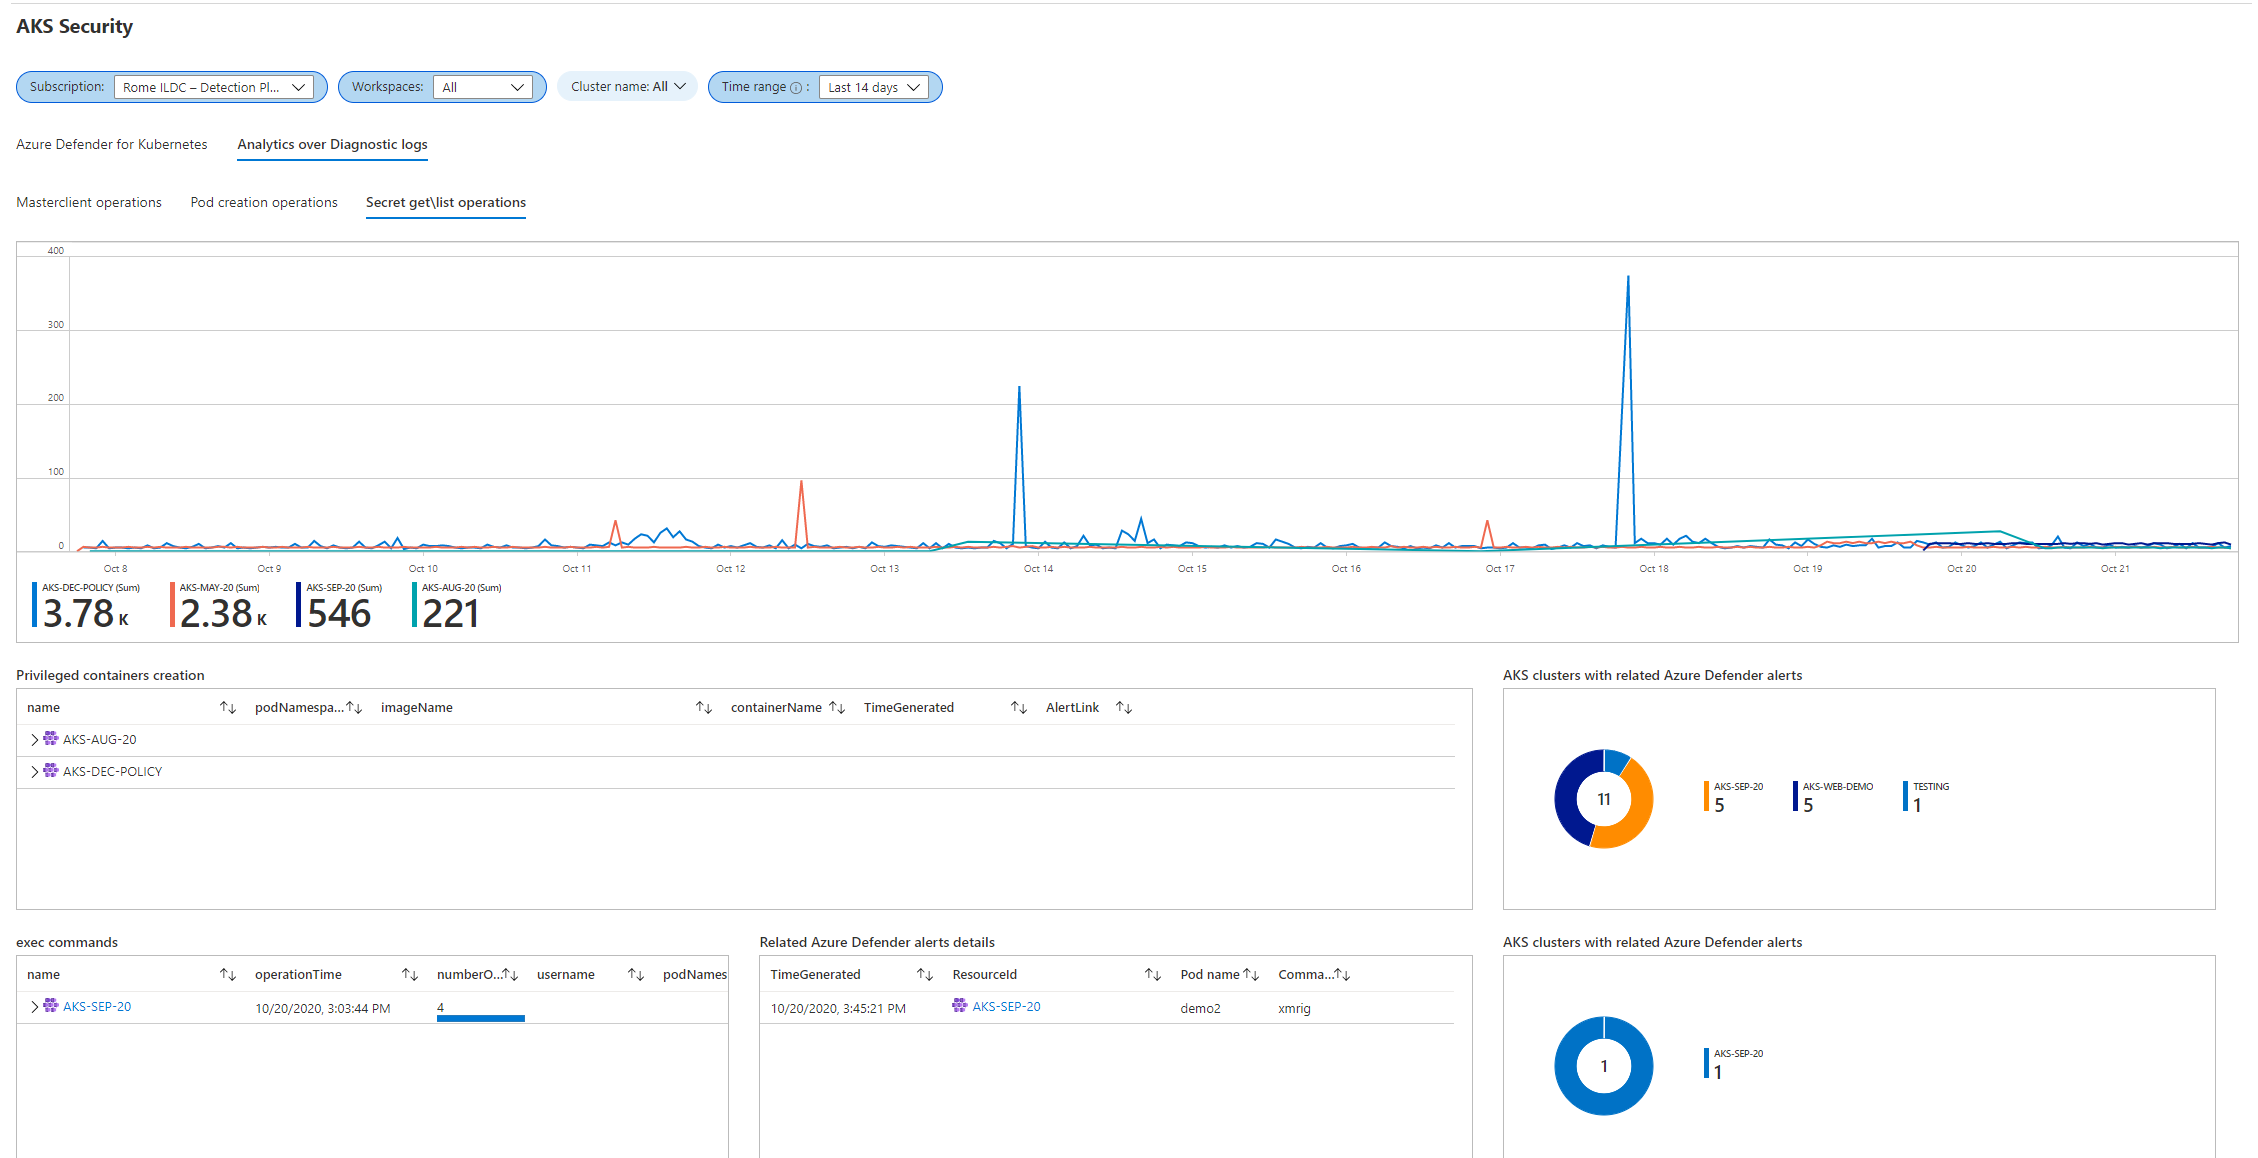 AKS Security
Subscription: Rome ILDC – Detection Pl... Workspaces: All Cluster name: All Time range : Last 14 days
Azure Defender for Kubernetes Analytics over Diagnostic logs
Masterclient operations Pod creation operations Secret get\list operations
400
300
200
100
0
Oct 8 Oct 9 Oct 10 Oct 11 Oct 12 Oct 13 Oct 14 Oct 15 Oct 16 Oct 17 Oct 18 Oct 19 Oct 20 Oct 21
AKS-DEC-POLICY (Sum) AKS-MAY-20 (Sum) AKS-SEP-20 (Sum) AKS-AUG-20 (Sum)
3.78 K 2.38 K 546 221
Privileged containers creation
name podNamespa... imageName containerName TimeGenerated AlertLink
AKS-AUG-20
AKS-DEC-POLICY
AKS clusters with related Azure Defender alerts
11
AKS-SEP-20 AKS-WEB-DEMO TESTING
5 5 1
exec commands
name operationTime numberO... username podNames
AKS-SEP-20 10/20/2020, 3:03:44 PM 4
Related Azure Defender alerts details
TimeGenerated ResourceId Pod name Comma...
10/20/2020, 3:45:21 PM AKS-SEP-20 demo2 xmrig
AKS clusters with related Azure Defender alerts
1
AKS-SEP-20
1